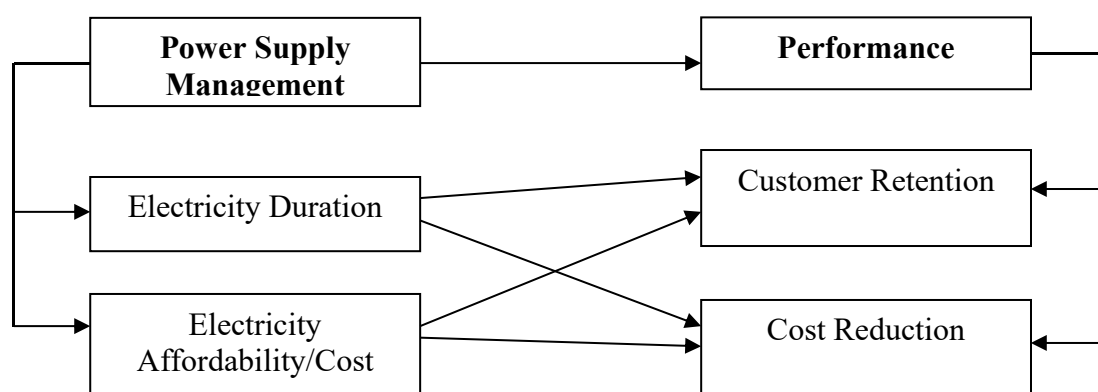 Power Supply
Management
Performance
Electricity Duration
Customer Retention
Electricity
Affordability/Cost
Cost Reduction